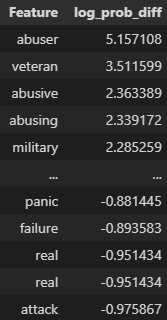 Feature log_prob_diff
abuser 5.157108
veteran 3.511599
abusive 2.363389
abusing 2.339172
military 2.285259
... ...
panic -0.881445
failure -0.893583
real -0.951434
real -0.951434
attack -0.975867